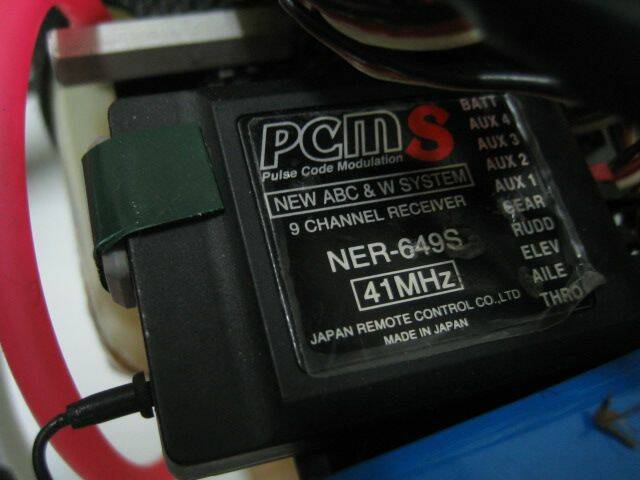 PCM S
Pulse Code Modulation
NEW ABC & W SYSTEM
9 CHANNEL RECEIVER
NER-649S
41MHz
JAPAN REMOTE CONTROL CO.,LTD
MADE IN JAPAN
BATT
AUX 4
AUX 3
AUX 2
AUX 1
GEAR
RUDD
ELEV
AILE
THRO